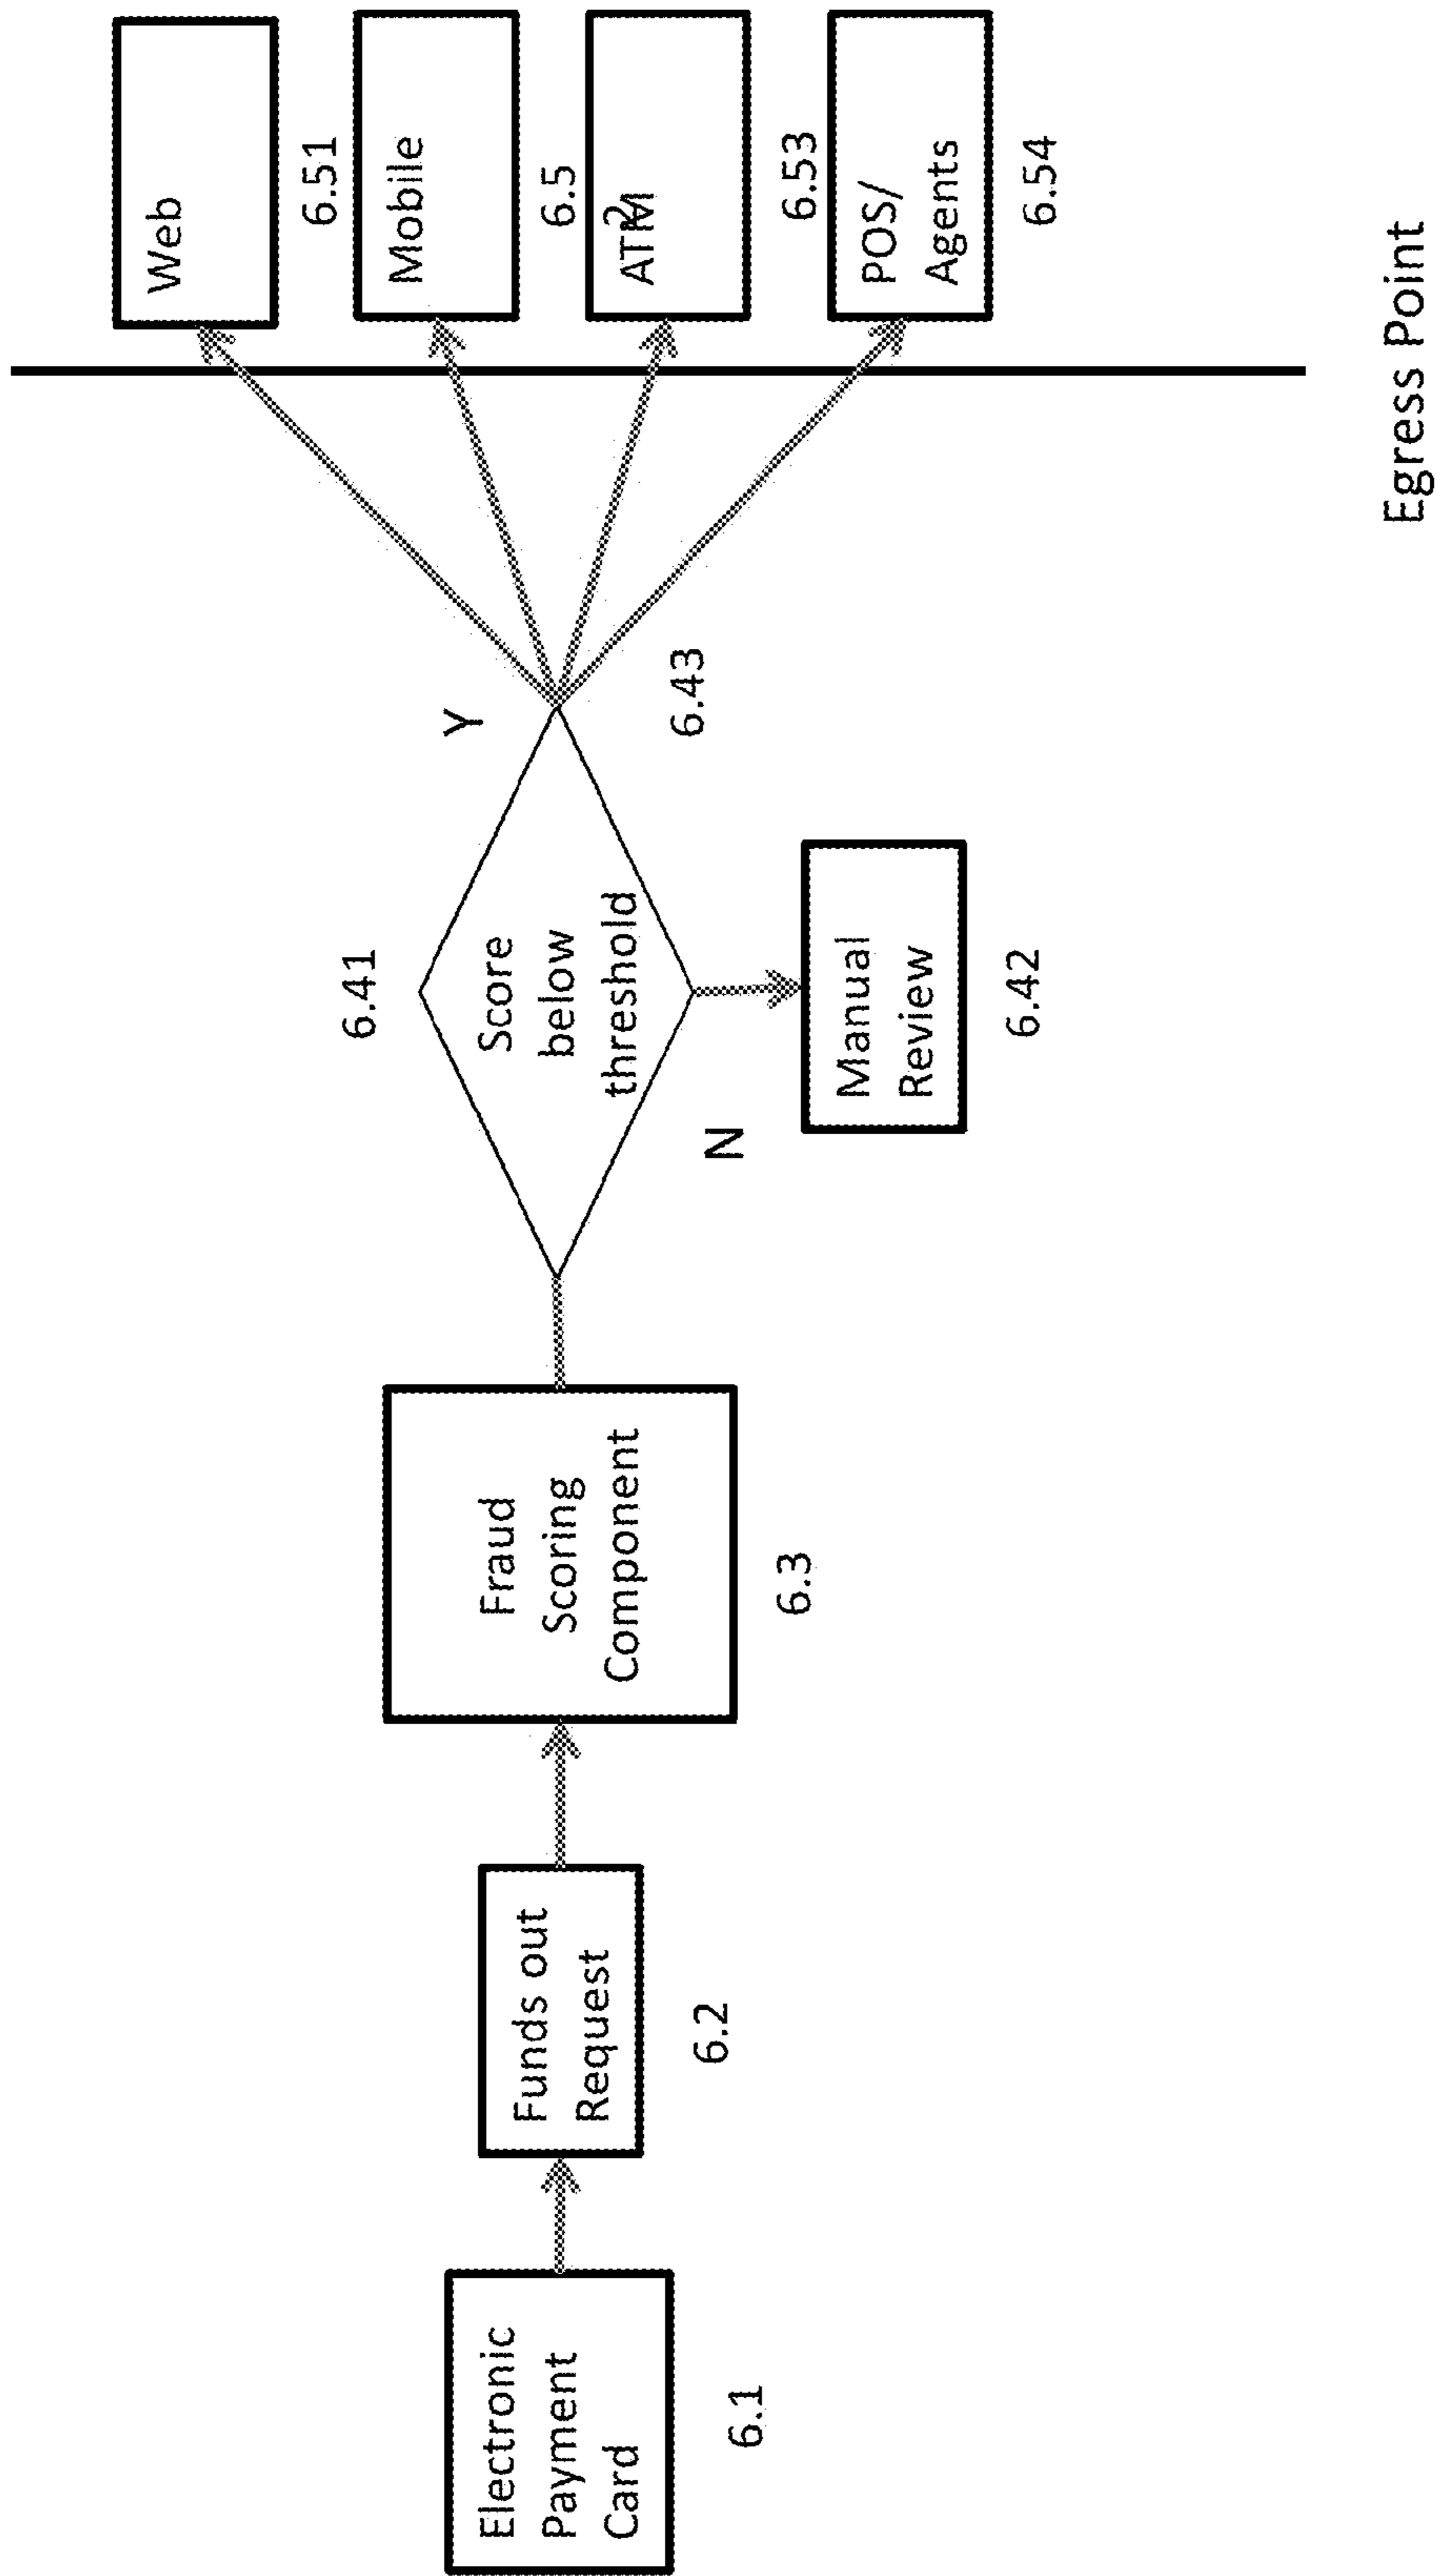 Electronic
Payment
Card
6.1
Funds out
Request
6.2
Fraud
Scoring
Component
6.3
6.41
Score
below
threshold
Y
N
6.43
Manual
Review
6.42
Web
6.51
Mobile
6.5
2
ATM
6.53
POS/
Agents
6.54
Egress Point